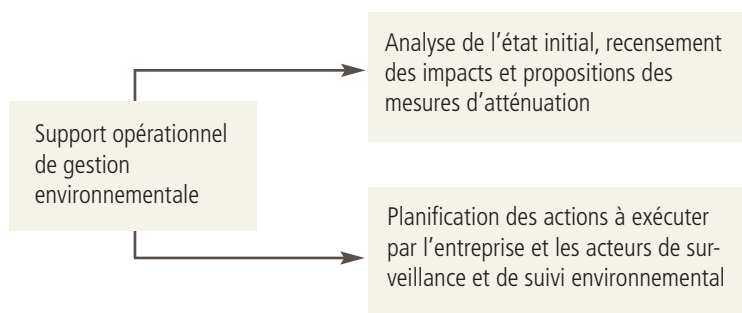 Analyse de l'état initial, recensement
des impacts et propositions des
mesures d'atténuation
Support opérationnel
de gestion
environnementale
Planification des actions à exécuter
par l'entreprise et les acteurs de sur-
veillance et de suivi environnemental